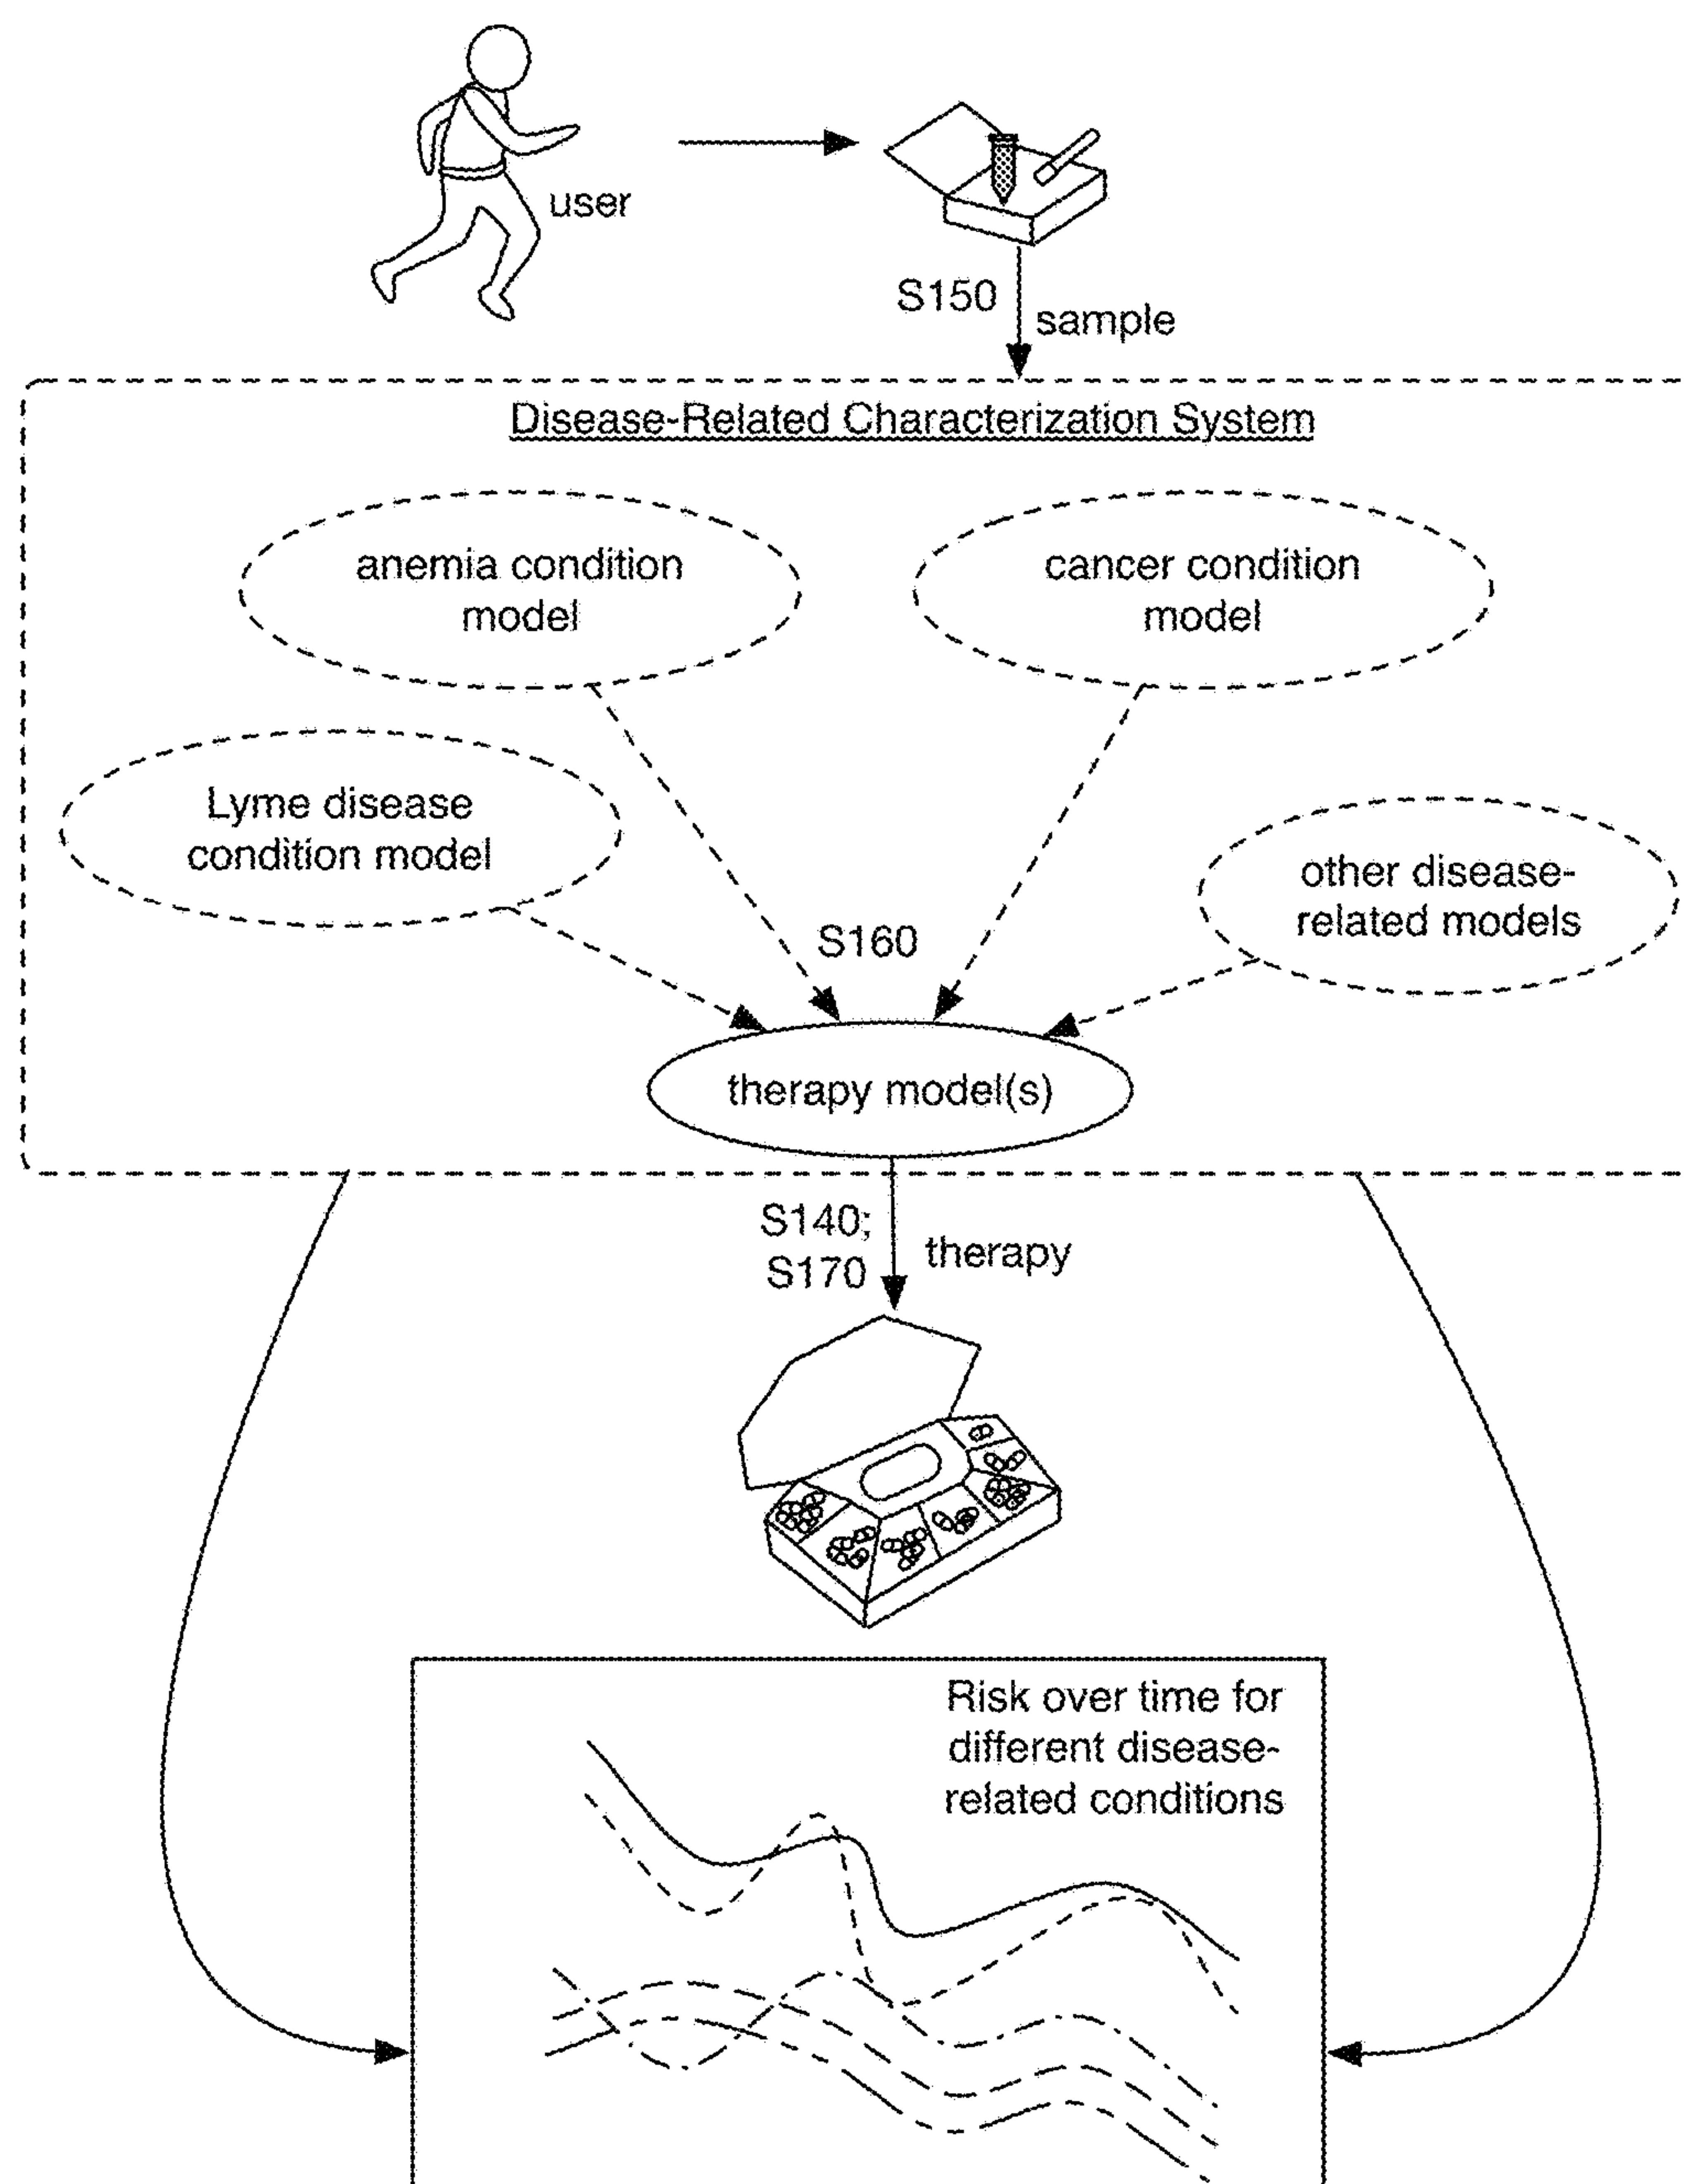 user
S150
sample
Disease-Related Characterization System
anemia condition
model
cancer condition
model
Lyme disease
condition model
other disease-
related models
S160
therapy model(s)
S140;
S170
therapy
Risk over time for
different disease-
related conditions